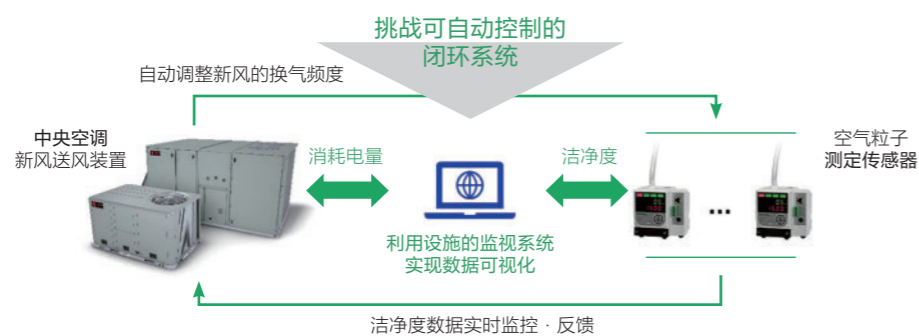 挑战可自动控制的
闭环系统
自动调整新风的换气频度
中央空调
新风送风装置
消耗电量
洁净度
空气粒子
测定传感器
...
利用设施的监视系统
实现数据可视化
洁净度数据实时监控 · 反馈